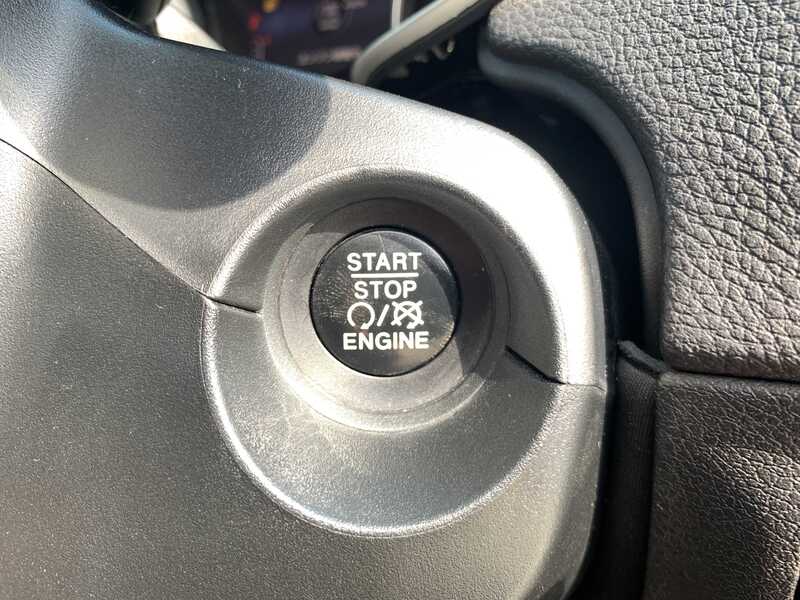 START
STOP
/
ENGINE